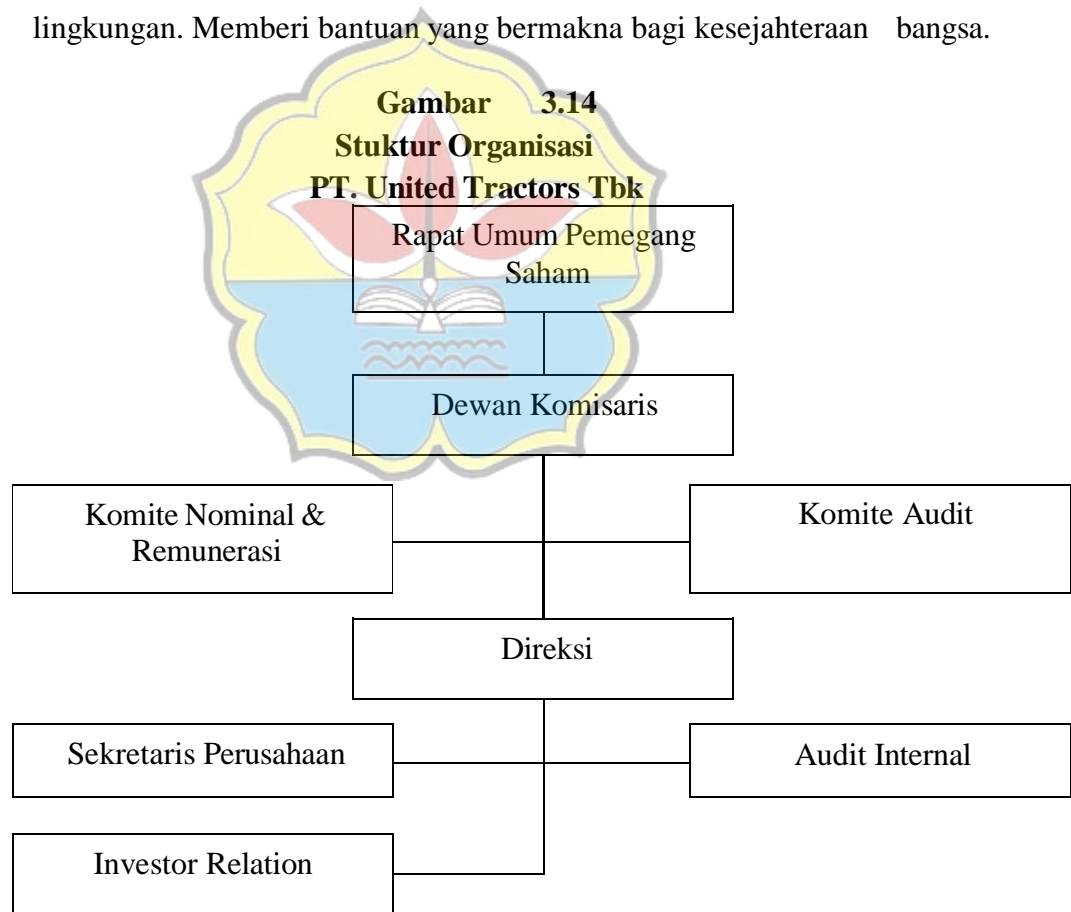 lingkungan. Memberi bantuan yang bermakna bagi kesejahteraan bangsa.
Gambar 3.14
Stuktur Organisasi
PT. United Tractors Tbk
Rapat Umum Pemegang
Saham
Dewan Komisaris
Komite Nominal &
Remunerasi
Komite Audit
Direksi
Sekretaris Perusahaan
Audit Internal
Investor Relation